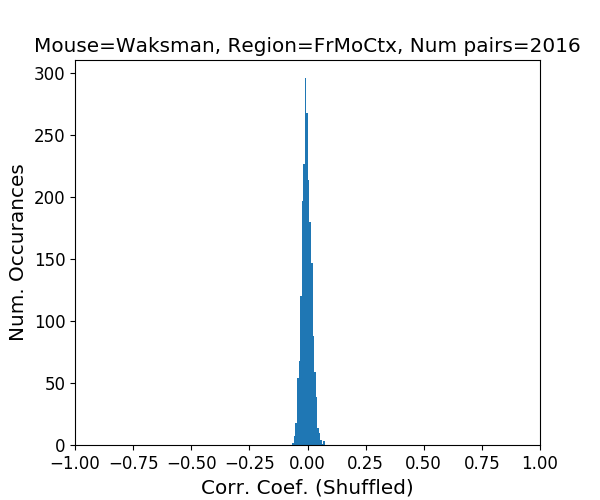 Mouse=Waksman, Region=FrMoCtx, Num pairs=2016
300
250
200
150
100
50
0
Num. Occurances
−1.00 −0.75 −0.50 −0.25 0.00 0.25 0.50 0.75 1.00
Corr. Coef. (Shuffled)